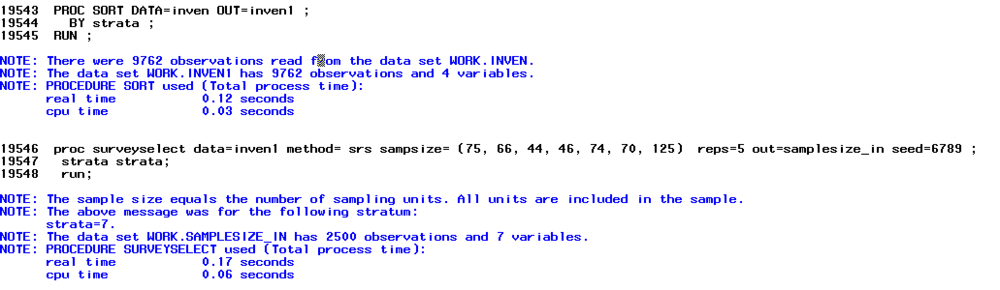 19543  PROC SORT DATA=inven OUT=inven1 ;
19544    BY strata ;
19545  RUN ;
NOTE: There were 9762 observations read from the data set WORK.INVEN.
NOTE: The data set WORK.INVEN1 has 9762 observations and 4 variables.
NOTE: PROCEDURE SORT used (Total process time):
      real time           0.12 seconds
      cpu time            0.03 seconds
19546  proc surveyselect data=inven1 method= srs sampsize= (75, 66, 44, 46, 74, 70, 125)  reps=5 out=samplesize_in seed=6789 ;
19547   strata strata;
19548   run;
NOTE: The sample size equals the number of sampling units. All units are included in the sample.
NOTE: The above message was for the following stratum:
      strata=7.
NOTE: The data set WORK.SAMPLESIZE_IN has 2500 observations and 7 variables.
NOTE: PROCEDURE SURVEYSELECT used (Total process time):
      real time           0.17 seconds
      cpu time            0.06 seconds